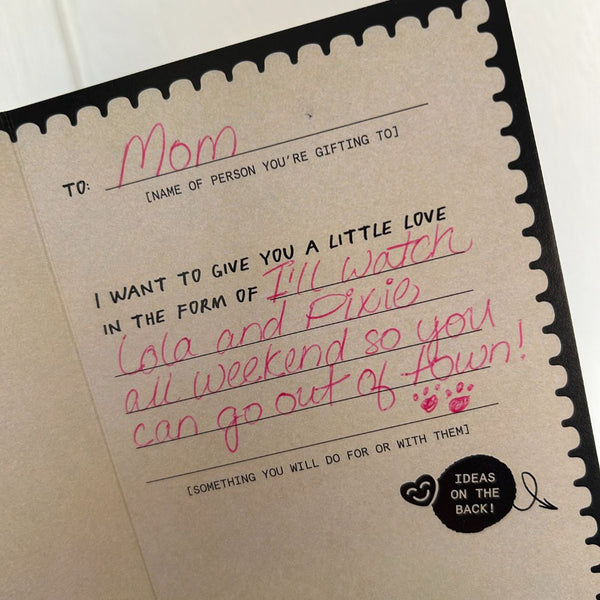 TO: Mom
[NAME OF PERSON YOU'RE GIFTING TO]
I WANT TO GIVE YOU A LITTLE LOVE
IN THE FORM OF I'll watch
Lola and Pixie,
all weekend so you
can go out of town!
[SOMETHING YOU WILL DO FOR OR WITH THEM]
IDEAS
ON THE
BACK!